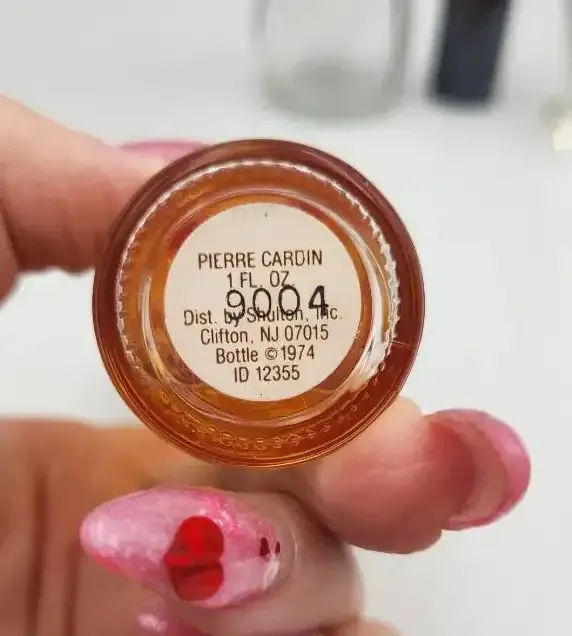 PIERRE CARDIN
1 FL. OZ.
9004
Dist. by Shulton, Inc.
Clifton, NJ 07015
Bottle ©1974
ID 12355